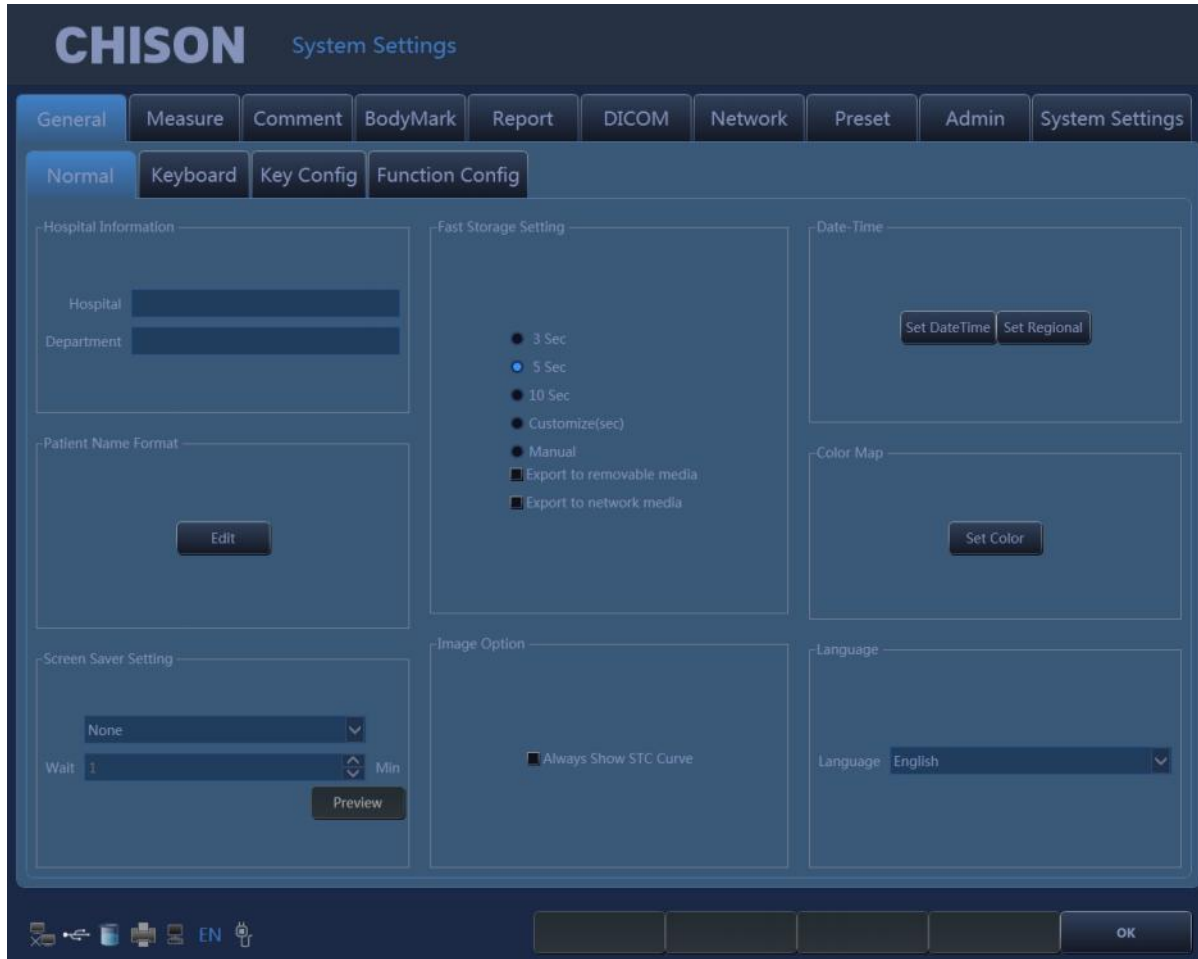 CHISON System Settings
General Measure Comment BodyMark Report DICOM Network Preset Admin System Settings
Normal Keyboard Key Config Function Config
Hospital Information
Hospital
Department
Patient Name Format
Edit
Screen Saver Setting
None
Wait 1 Min
Preview
Fast Storage Setting
3 Sec
5 Sec
10 Sec
Customize(sec)
Manual
Export to removable media
Export to network media
Image Option
Always Show STC Curve
Date-Time
Set DateTime Set Regional
Color Map
Set Color
Language
Language English
EN
OK